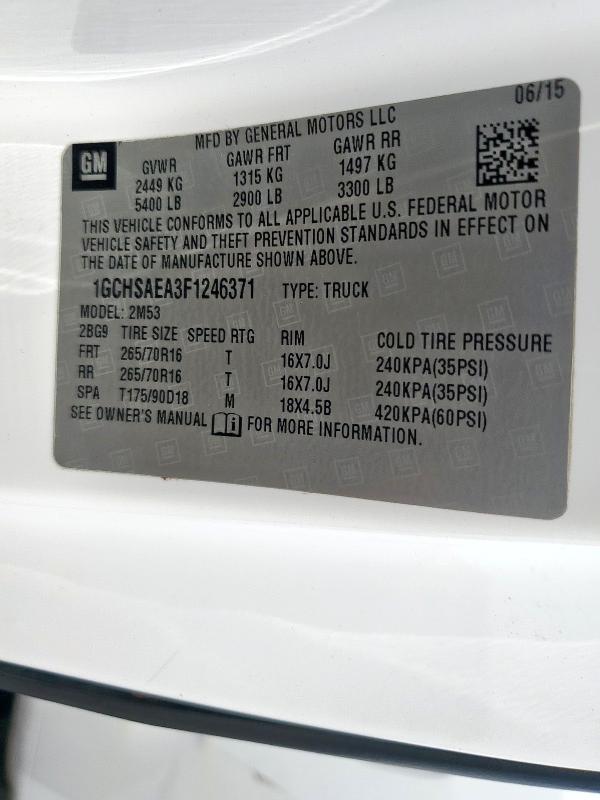 06/15
MFD BY GENERAL MOTORS LLC
GM
GVWR GAWR FRT GAWR RR
2449 KG 1315 KG 1497 KG
5400 LB 2900 LB 3300 LB
THIS VEHICLE CONFORMS TO ALL APPLICABLE U.S. FEDERAL MOTOR
VEHICLE SAFETY AND THEFT PREVENTION STANDARDS IN EFFECT ON
THE DATE OF MANUFACTURE SHOWN ABOVE.
1GCHSAEA3F1246371 TYPE: TRUCK
MODEL: 2M53
2BG9 TIRE SIZE SPEED RTG RIM COLD TIRE PRESSURE
FRT 265/70R16 T 16X7.0J 240KPA(35PSI)
RR 265/70R16 T 16X7.0J 240KPA(35PSI)
SPA T175/90D18 M 18X4.5B 420KPA(60PSI)
SEE OWNER'S MANUAL FOR MORE INFORMATION.